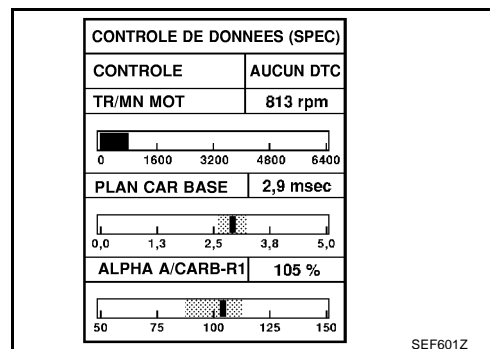 CONTROLE DE DONNEES (SPEC)
CONTROLE AUCUN DTC
TR/MN MOT 813 rpm
0 1600 3200 4800 6400
PLAN CAR BASE 2,9 msec
0,0 1,3 2,5 3,8 5,0
ALPHA A/CARB-R1 105 %
50 75 100 125 150
SEF601Z